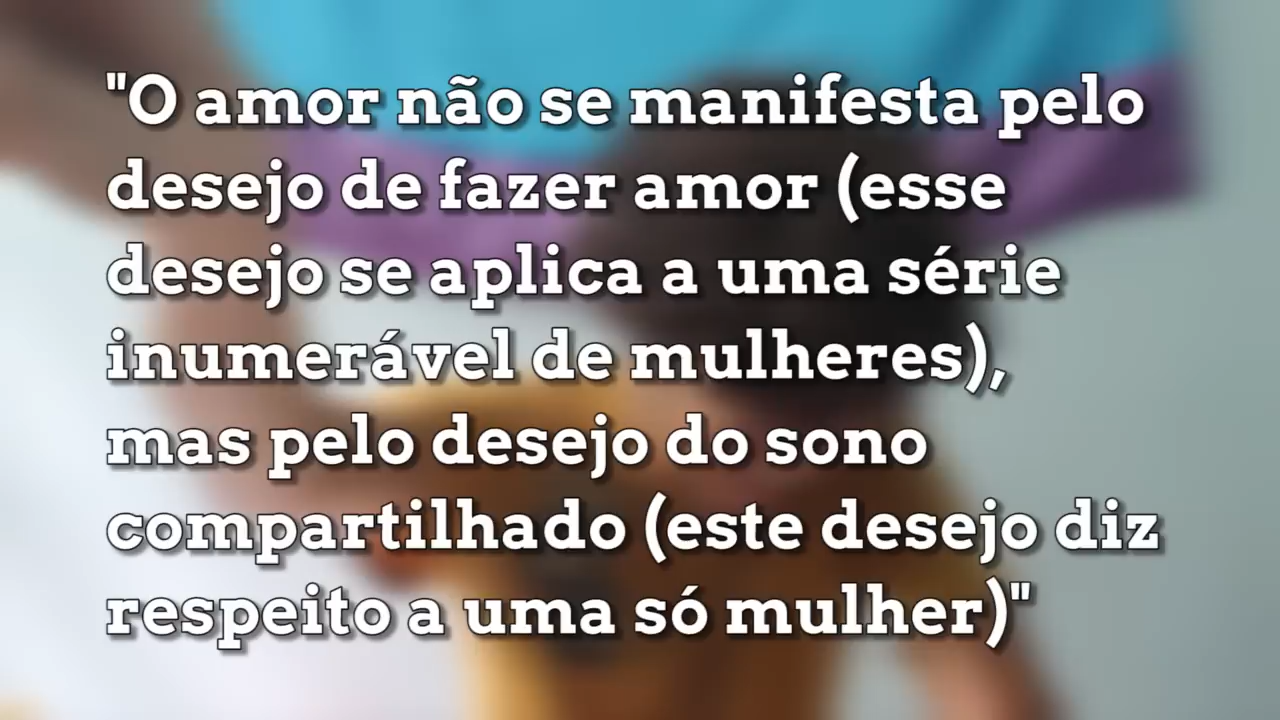 "O amor não se manifesta pelo
desejo de fazer amor (esse
desejo se aplica a uma série
inumerável de mulheres),
mas pelo desejo do sono
compartilhado (este desejo diz
respeito a uma só mulher)"